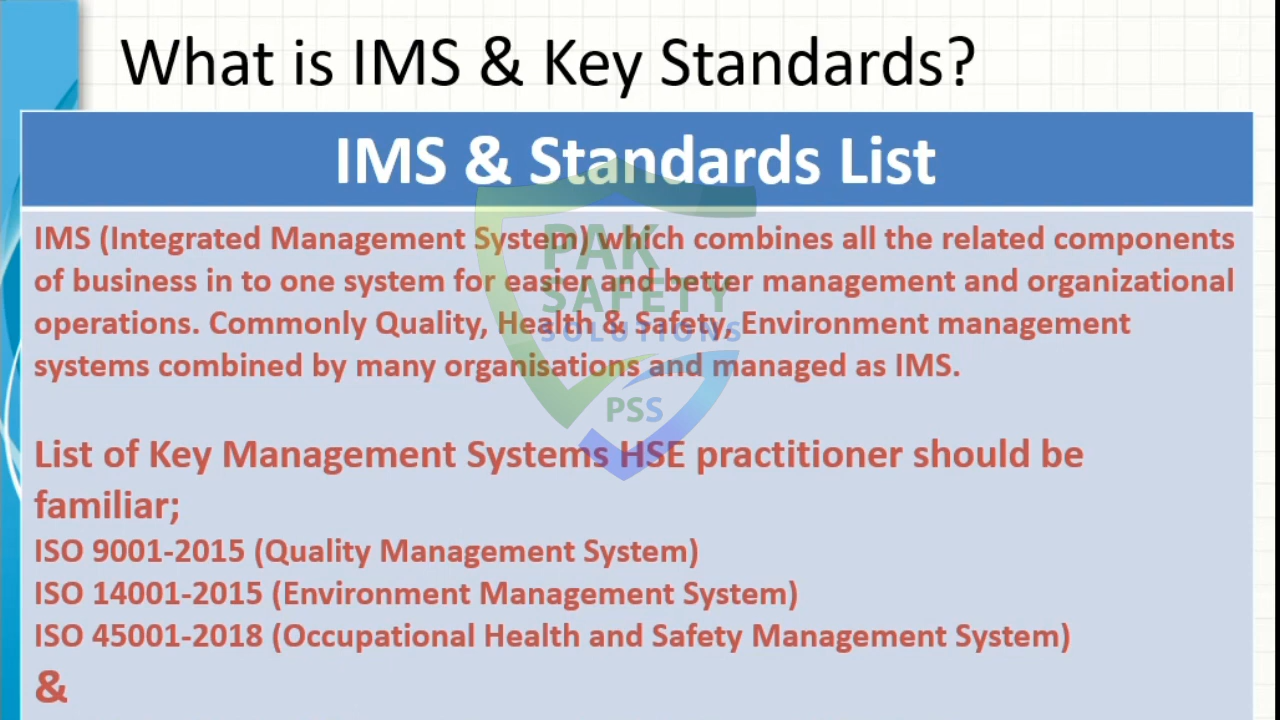 What is IMS & Key Standards?
IMS & Standards List
IMS (Integrated Management System) which combines all the related components
of business in to one system for easier and better management and organizational
operations. Commonly Quality, Health & Safety, Environment management
systems combined by many organisations and managed as IMS.
List of Key Management Systems HSE practitioner should be
familiar;
ISO 9001-2015 (Quality Management System)
ISO 14001-2015 (Environment Management System)
ISO 45001-2018 (Occupational Health and Safety Management System)
&
PAK
SAFETY
SOLUTIONS
PSS